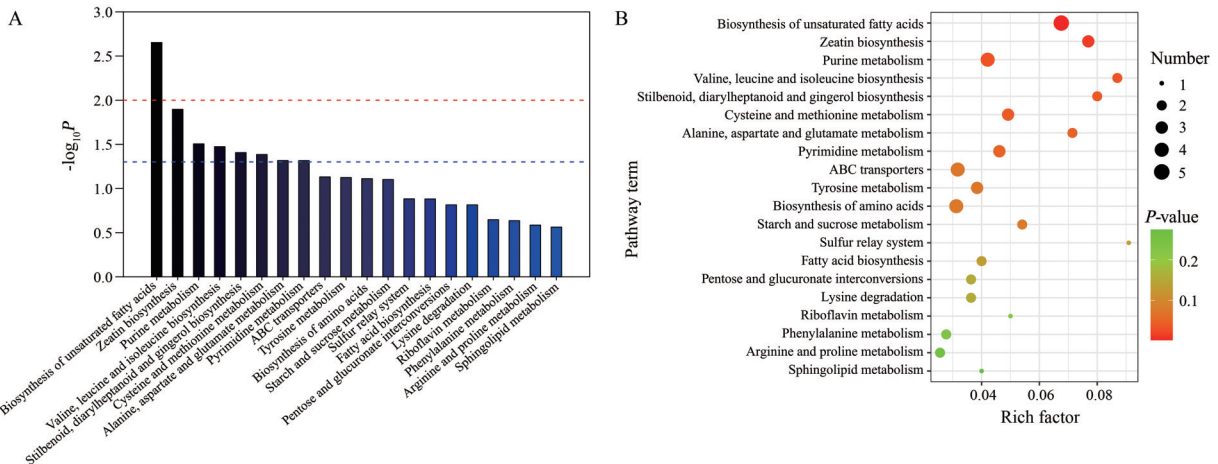 A
3.0
2.5
2.0
1.5
1.0
0.5
0.0
-log₁₀P
Biosynthesis of unsaturated fatty acids
Zeatin biosynthesis
Purine metabolism
Valine, leucine and isoleucine biosynthesis
Stilbenoid, diarylheptanoid and gingerol biosynthesis
Cysteine and methionine metabolism
Alanine, aspartate and glutamate metabolism
Pyrimidine metabolism
ABC transporters
Tyrosine metabolism
Biosynthesis of amino acids
Starch and sucrose metabolism
Sulfur relay system
Fatty acid biosynthesis
Pentose and glucuronate interconversions
Lysine degradation
Riboflavin metabolism
Phenylalanine metabolism
Arginine and proline metabolism
Sphingolipid metabolism
B
Pathway term
Biosynthesis of unsaturated fatty acids
Zeatin biosynthesis
Purine metabolism
Valine, leucine and isoleucine biosynthesis
Stilbenoid, diarylheptanoid and gingerol biosynthesis
Cysteine and methionine metabolism
Alanine, aspartate and glutamate metabolism
Pyrimidine metabolism
ABC transporters
Tyrosine metabolism
Biosynthesis of amino acids
Starch and sucrose metabolism
Sulfur relay system
Fatty acid biosynthesis
Pentose and glucuronate interconversions
Lysine degradation
Riboflavin metabolism
Phenylalanine metabolism
Arginine and proline metabolism
Sphingolipid metabolism
0.04 0.06 0.08
Rich factor
Number
1
2
3
4
5
P-value
0.2
0.1